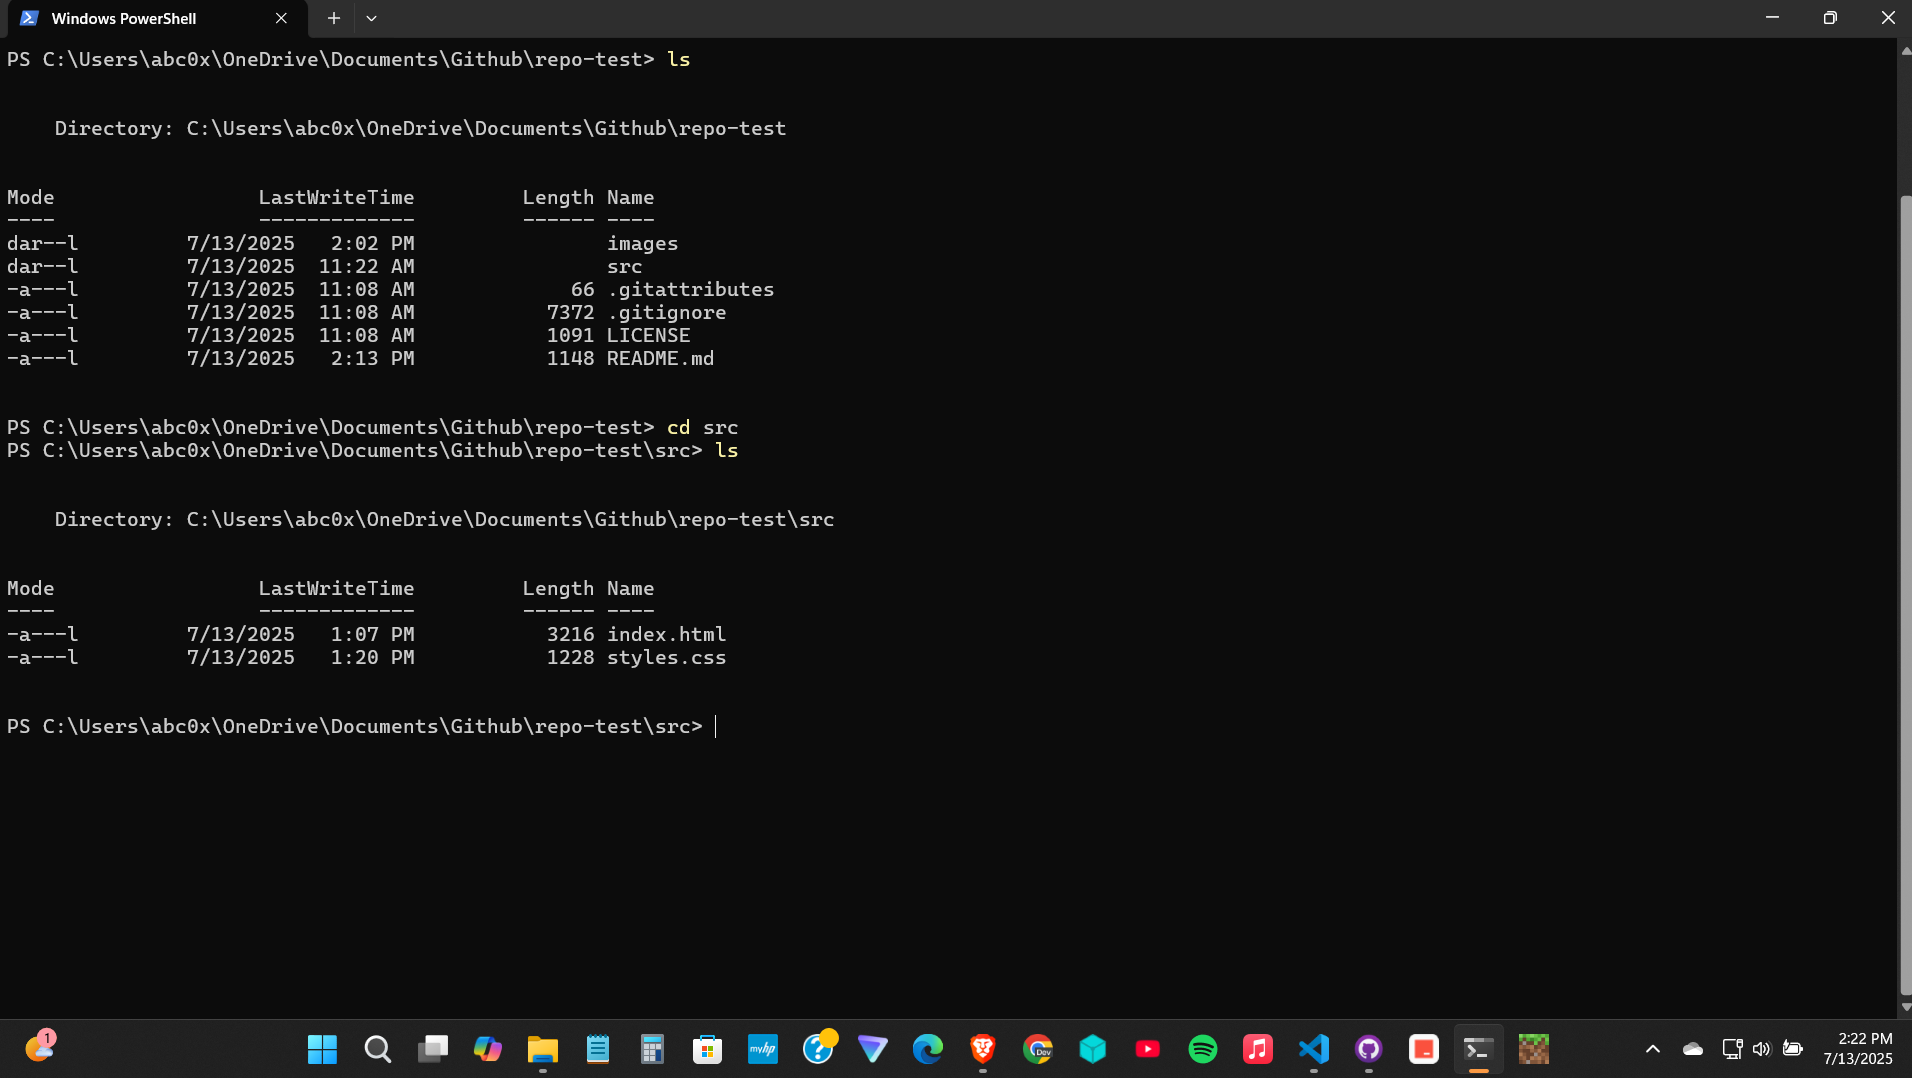 Windows PowerShell
PS C:\Users\abc0x\OneDrive\Documents\Github\repo-test> ls
Directory: C:\Users\abc0x\OneDrive\Documents\Github\repo-test
Mode                 LastWriteTime         Length Name
----                 -------------         ------ ----
dar--l         7/13/2025   2:02 PM                images
dar--l         7/13/2025  11:22 AM                src
-a---l         7/13/2025  11:08 AM             66 .gitattributes
-a---l         7/13/2025  11:08 AM           7372 .gitignore
-a---l         7/13/2025  11:08 AM           1091 LICENSE
-a---l         7/13/2025   2:13 PM           1148 README.md
PS C:\Users\abc0x\OneDrive\Documents\Github\repo-test> cd src
PS C:\Users\abc0x\OneDrive\Documents\Github\repo-test\src> ls
Directory: C:\Users\abc0x\OneDrive\Documents\Github\repo-test\src
Mode                 LastWriteTime         Length Name
----                 -------------         ------ ----
-a---l         7/13/2025   1:07 PM           3216 index.html
-a---l         7/13/2025   1:20 PM           1228 styles.css
PS C:\Users\abc0x\OneDrive\Documents\Github\repo-test\src>
1
myhp
?
Dev
2:22 PM
7/13/2025